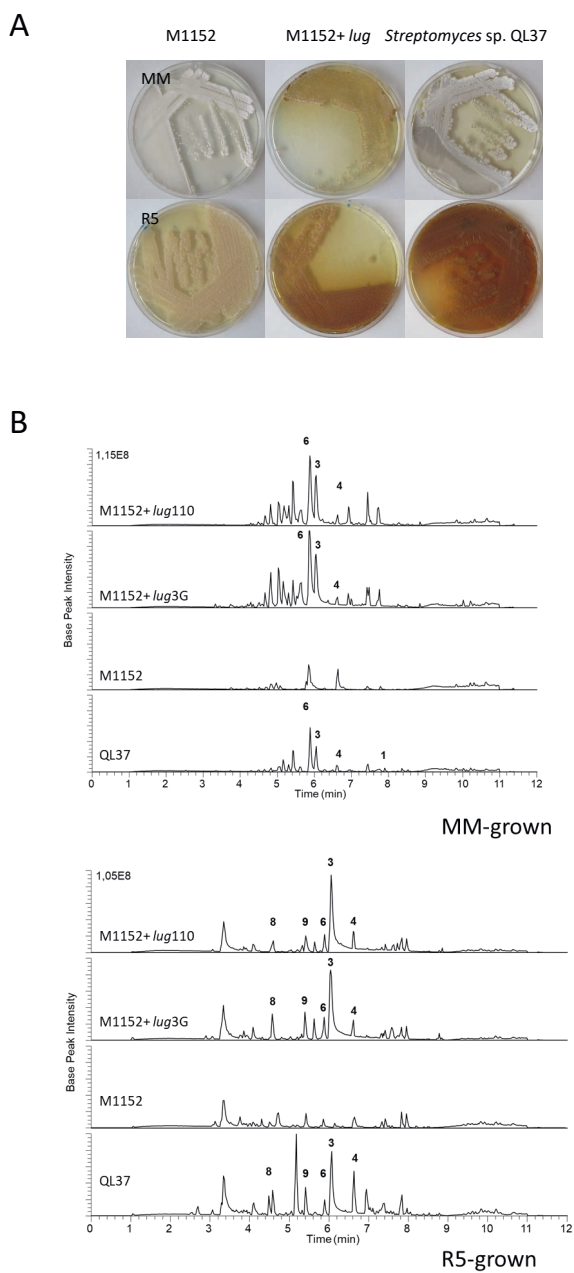 A
M1152 M1152+ lug Streptomyces sp. QL37
MM
R5
B
6
1,15E8
3
4
M1152+ lug110
6
3
4
M1152+ lug3G
Base Peak Intensity
M1152
6
3
4
1
QL37
0 1 2 3 4 5 6 7 8 9 10 11 12
Time (min)
MM-grown
3
1,05E8
8 9 6 4
M1152+ lug110
3
8 9 6 4
M1152+ lug3G
Base Peak Intensity
M1152
3
4
8 9 6
QL37
0 1 2 3 4 5 6 7 8 9 10 11 12
Time (min)
R5-grown